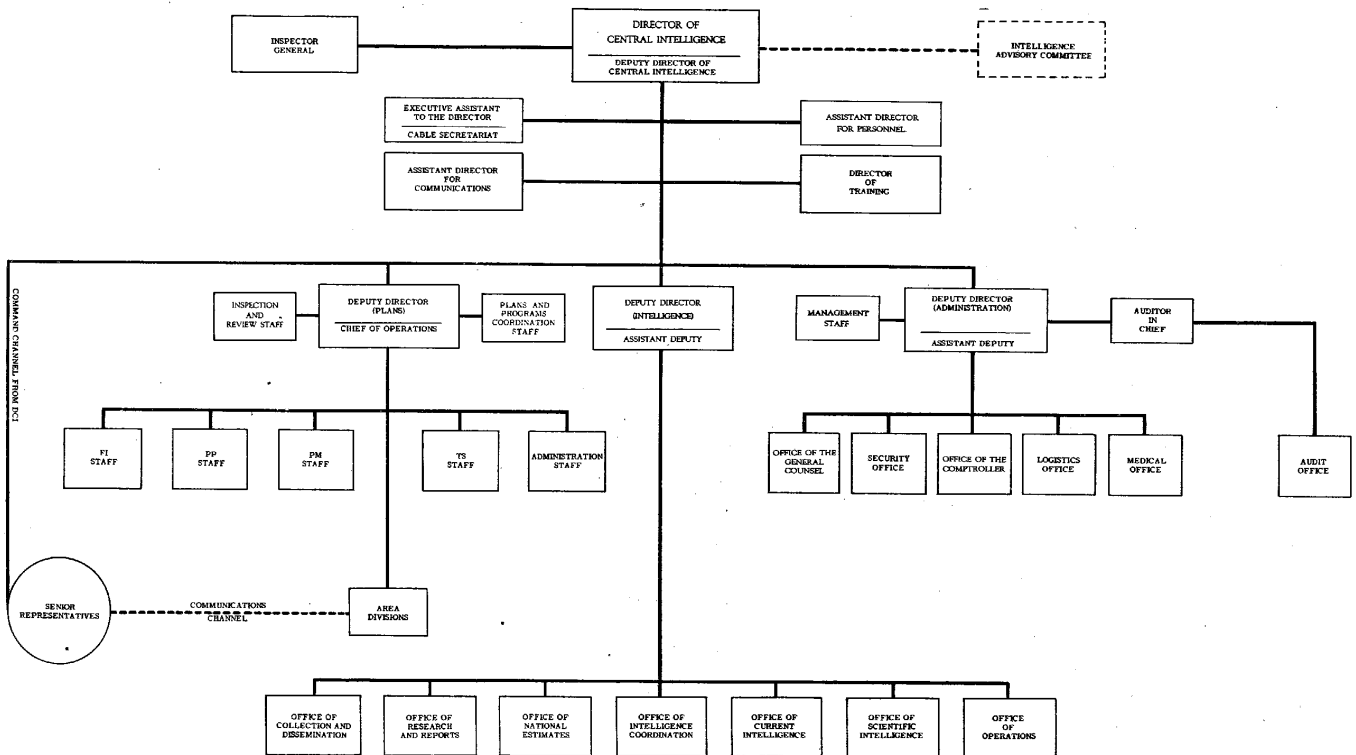 INSPECTOR
GENERAL
DIRECTOR OF
CENTRAL INTELLIGENCE
DEPUTY DIRECTOR OF
CENTRAL INTELLIGENCE
INTELLIGENCE
ADVISORY COMMITTEE
EXECUTIVE ASSISTANT
TO THE DIRECTOR
CABLE SECRETARIAT
ASSISTANT DIRECTOR
FOR PERSONNEL
ASSISTANT DIRECTOR
FOR
COMMUNICATIONS
DIRECTOR
OF
TRAINING
COMMAND CHANNEL FROM DCI
INSPECTION
AND
REVIEW STAFF
DEPUTY DIRECTOR
(PLANS)
CHIEF OF OPERATIONS
PLANS AND
PROGRAMS
COORDINATION
STAFF
DEPUTY DIRECTOR
(INTELLIGENCE)
ASSISTANT DEPUTY
MANAGEMENT
STAFF
DEPUTY DIRECTOR
(ADMINISTRATION)
ASSISTANT DEPUTY
AUDITOR
IN
CHIEF
FI
STAFF
PP
STAFF
PM
STAFF
TS
STAFF
ADMINISTRATION
STAFF
OFFICE OF THE
GENERAL
COUNSEL
SECURITY
OFFICE
OFFICE OF THE
COMPTROLLER
LOGISTICS
OFFICE
MEDICAL
OFFICE
AUDIT
OFFICE
SENIOR
REPRESENTATIVES
COMMUNICATIONS
CHANNEL
AREA
DIVISIONS
OFFICE OF
COLLECTION AND
DISSEMINATION
OFFICE OF
RESEARCH
AND REPORTS
OFFICE OF
NATIONAL
ESTIMATES
OFFICE OF
INTELLIGENCE
COORDINATION
OFFICE OF
CURRENT
INTELLIGENCE
OFFICE OF
SCIENTIFIC
INTELLIGENCE
OFFICE
OF
OPERATIONS